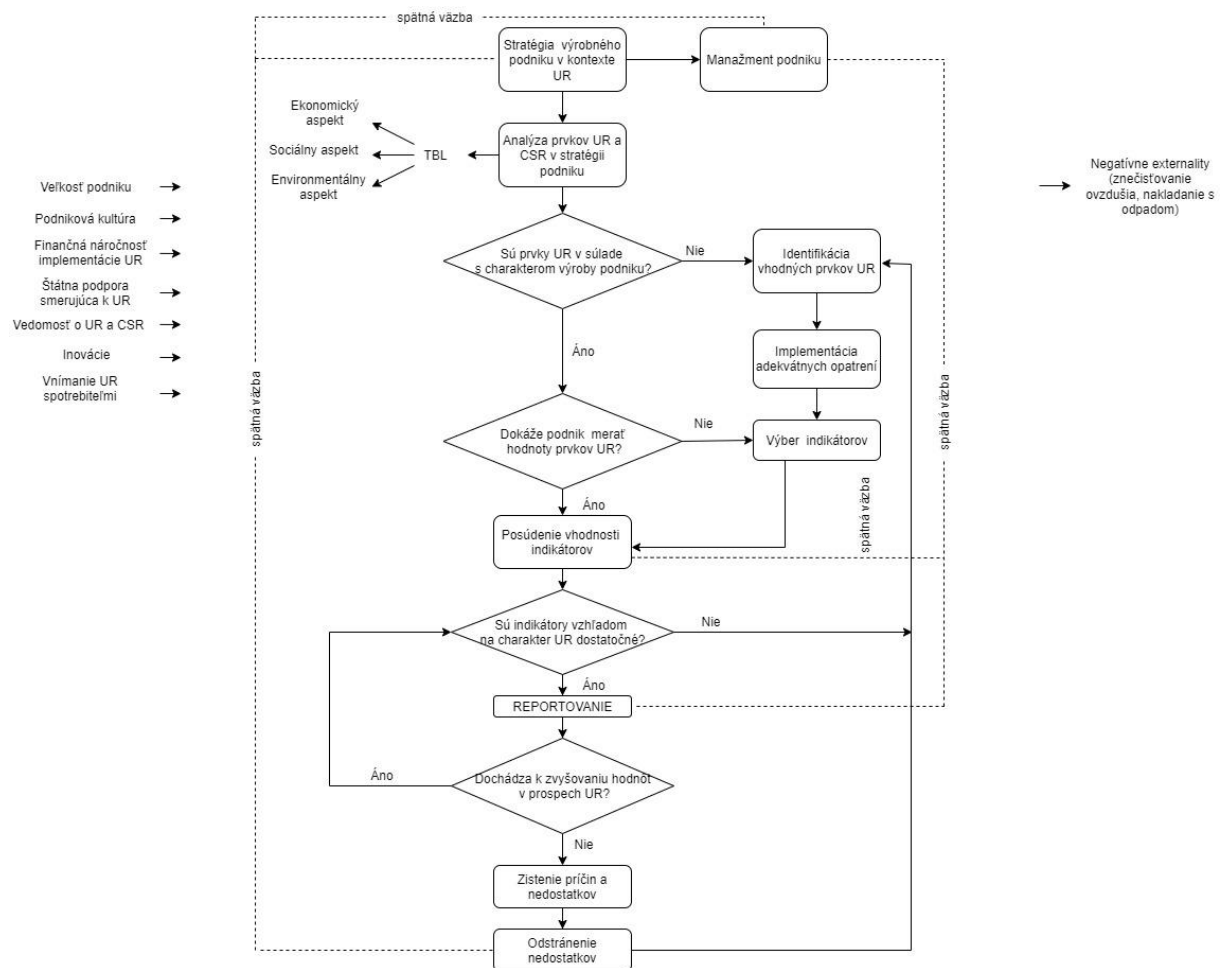 spätná väzba
Stratégia výrobného
podniku v kontexte
UR
Manažment podniku
Ekonomický
aspekt
Sociálny aspekt
Environmentálny
aspekt
TBL
Analýza prvkov UR a
CSR v stratégii
podniku
Veľkosť podniku
Podniková kultúra
Finančná náročnosť
implementácie UR
Štátna podpora
smerujúca k UR
Vedomosť o UR a CSR
Inovácie
Vnímanie UR
spotrebiteľmi
Negatívne externality
(znečisťovanie
ovzdušia, nakladanie s
odpadom)
Sú prvky UR v súlade
s charakterom výroby podniku?
Nie
Identifikácia
vhodných prvkov UR
Áno
Implementácia
adekvátnych opatrení
spätná väzba
spätná väzba
Dokáže podnik merať
hodnoty prvkov UR?
Nie
Výber indikátorov
Áno
spätná väzba
Posúdenie vhodnosti
indikátorov
Sú indikátory vzhľadom
na charakter UR dostatočné?
Nie
Áno
REPORTOVANIE
Dochádza k zvyšovaniu hodnôt
v prospech UR?
Áno
Nie
Zistenie príčin a
nedostatkov
Odstránenie
nedostatkov